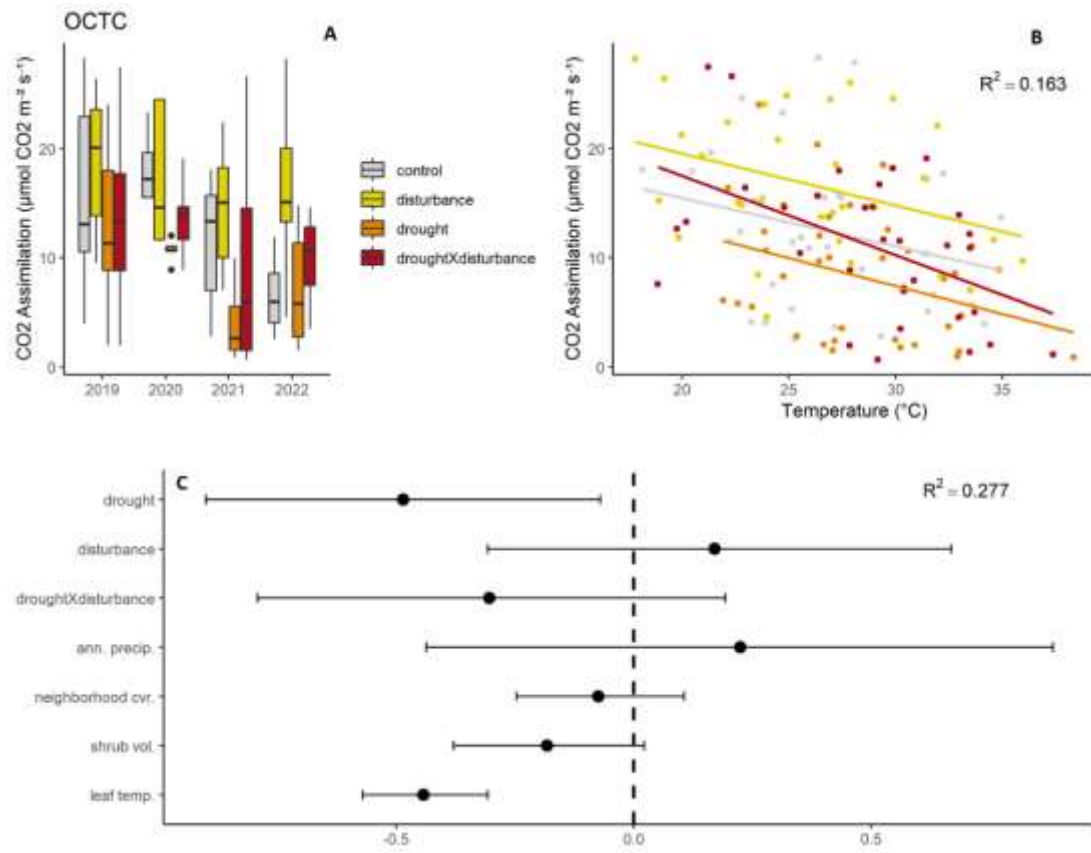 OCTC
A
CO2 Assimilation (µmol CO2 m⁻² s⁻¹)
20
10
0
2019 2020 2021 2022
control
disturbance
drought
droughtXdisturbance
B
R² = 0.163
CO2 Assimilation (µmol CO2 m⁻² s⁻¹)
20
10
0
20 25 30 35
Temperature (°C)
C
R² = 0.277
drought
disturbance
droughtXdisturbance
ann. precip.
neighborhood cvr.
shrub vol.
leaf temp.
-0.5 0.0 0.5